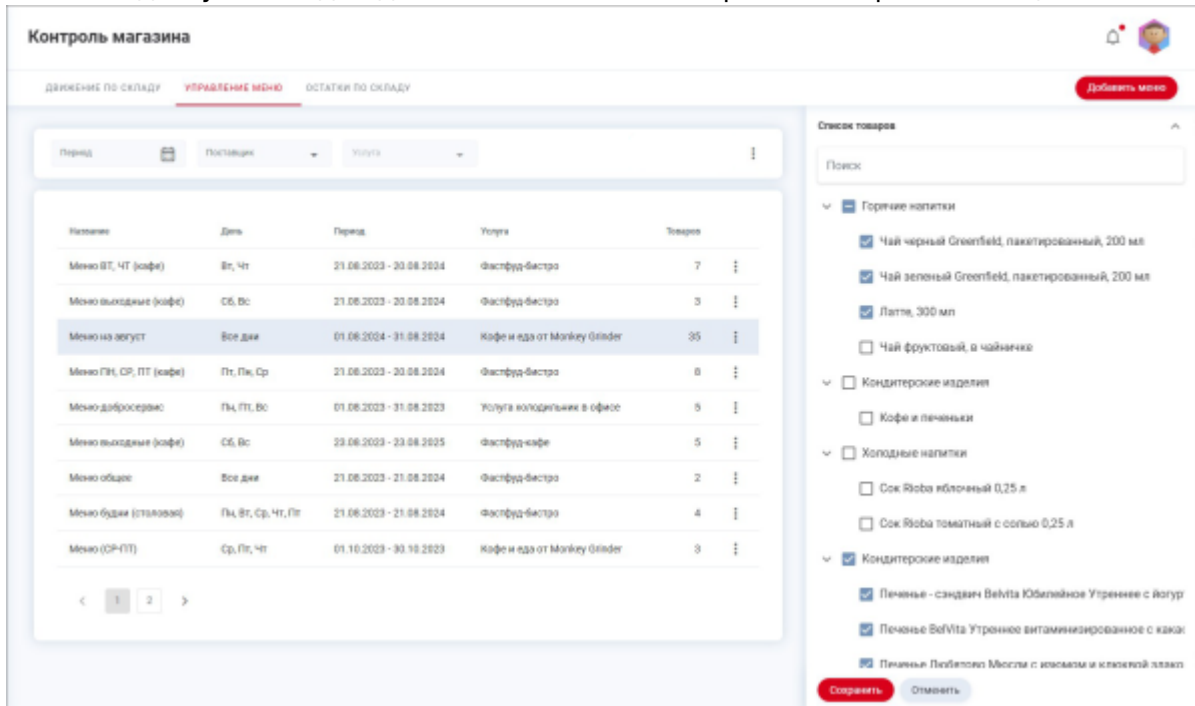 Контроль магазина
ДВИЖЕНИЕ ПО СКЛАДУ УПРАВЛЕНИЕ МЕНЮ ОСТАТКИ ПО СКЛАДУ Добавить меню
Период Поставщик Услуга
Название День Период Услуга Товаров
Меню ВТ, ЧТ (кафе) Вт, Чт 21.08.2023 - 20.08.2024 Фастфуд-бистро 7
Меню выходные (кафе) Сб, Вс 21.08.2023 - 20.08.2024 Фастфуд-бистро 3
Меню на август Все дни 01.08.2024 - 31.08.2024 Кофе и еда от Monkey Grinder 35
Меню ПН, СР, ПТ (кафе) Пт, Пн, Ср 21.08.2023 - 20.08.2024 Фастфуд-бистро 8
Меню-добросервис Пн, Пт, Вс 01.08.2023 - 31.08.2023 Услуга холодильник в офисе 5
Меню выходные (кафе) Сб, Вс 23.08.2023 - 23.08.2025 Фастфуд-кафе 5
Меню общее Все дни 21.08.2023 - 21.08.2024 Фастфуд-бистро 2
Меню будни (столовая) Пн, Вт, Ср, Чт, Пт 21.08.2023 - 21.08.2024 Фастфуд-бистро 4
Меню (СР-ПТ) Ср, Пт, Чт 01.10.2023 - 30.10.2023 Кофе и еда от Monkey Grinder 3
1 2
Список товаров
Поиск
Горячие напитки
Чай черный Greenfield, пакетированный, 200 мл
Чай зеленый Greenfield, пакетированный, 200 мл
Латте, 300 мл
Чай фруктовый, в чайничке
Кондитерские изделия
Кофе и печеньки
Холодные напитки
Сок Rioba яблочный 0,25 л
Сок Rioba томатный с солью 0,25 л
Кондитерские изделия
Печенье - сэндвич Belvita Юбилейное Утреннее с йогур
Печенье BelVita Утреннее витаминизированное с кака
Печенье Любятово Мюсли с изюмом и клюквой злако
Сохранить Отменить